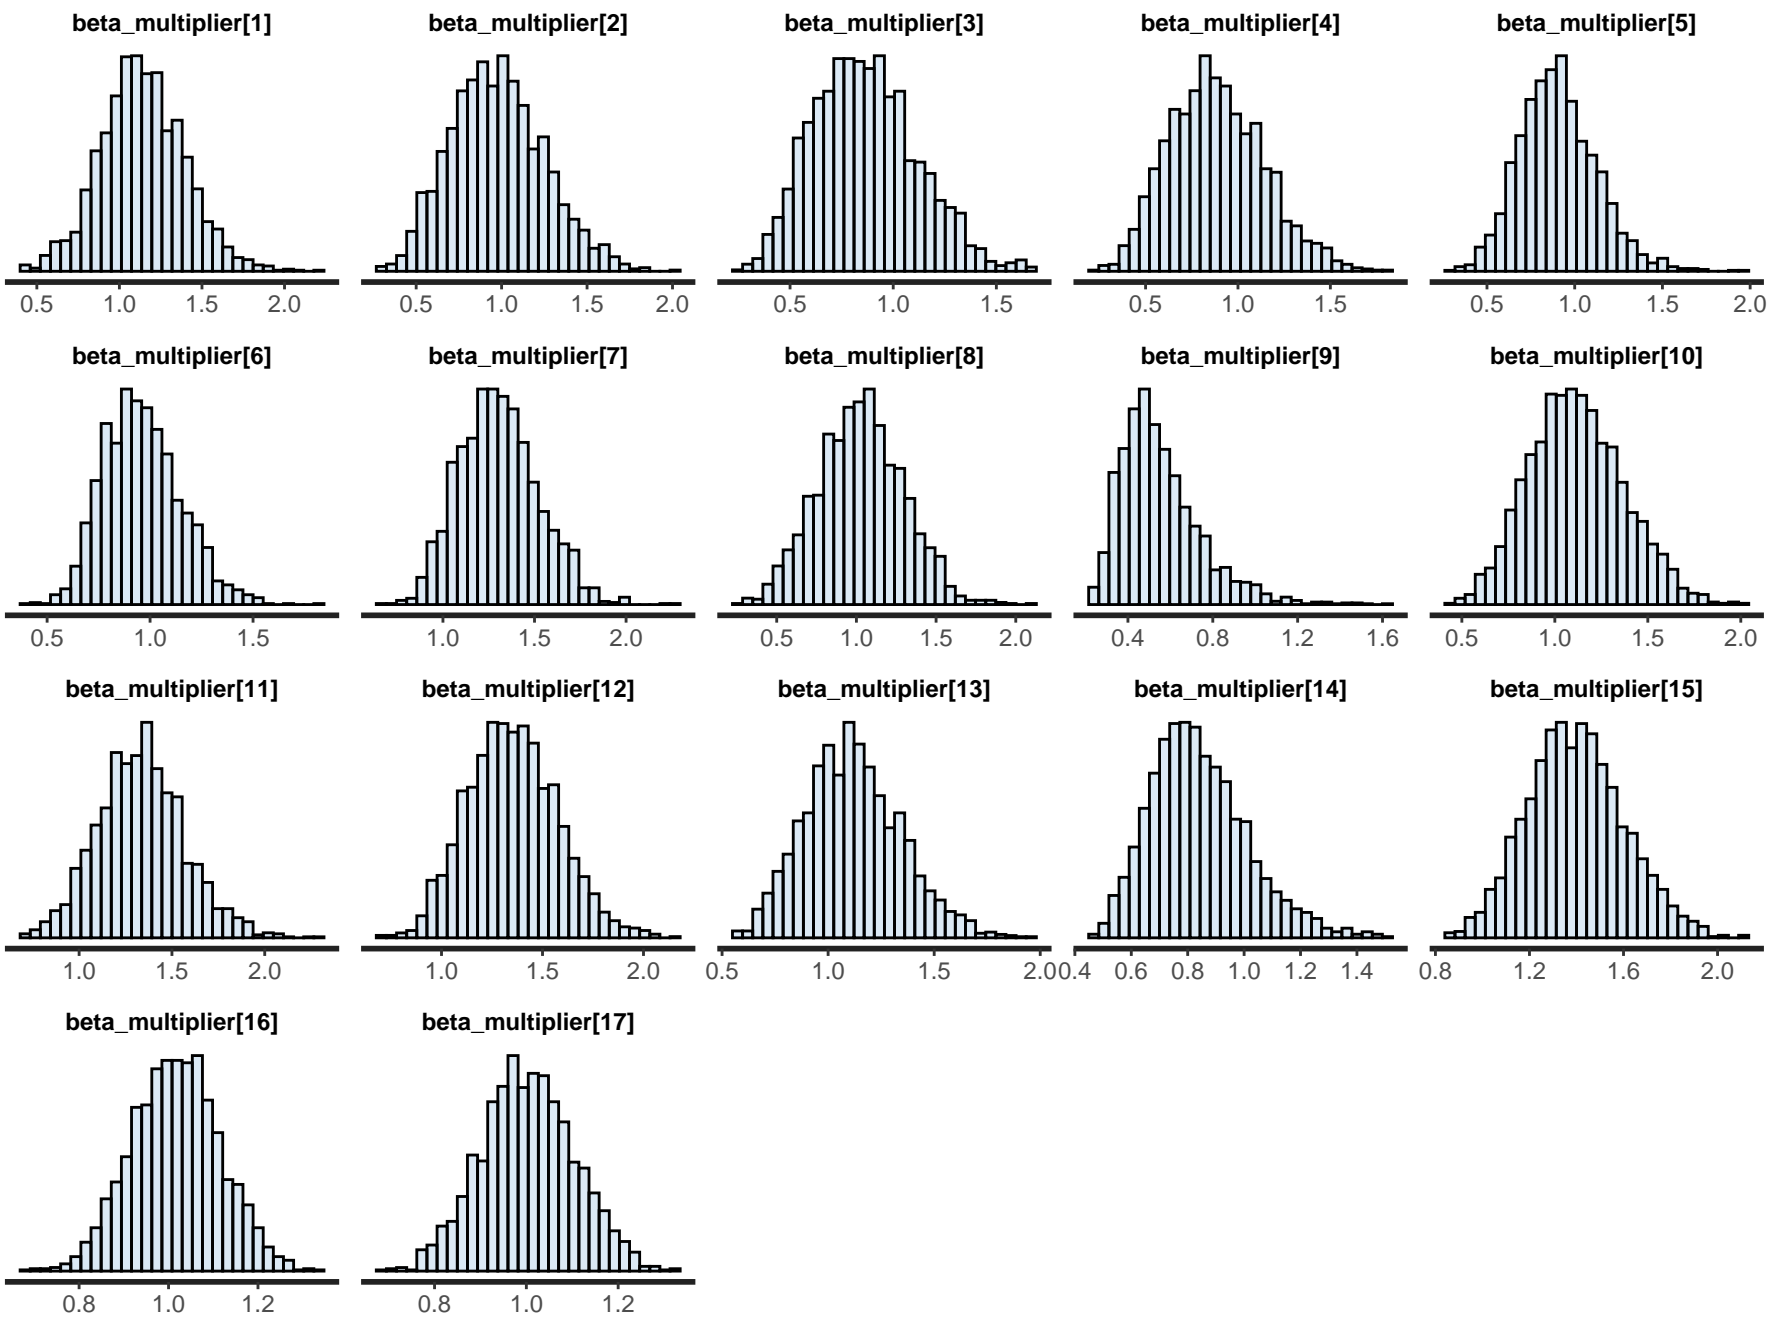 beta_multiplier[1] beta_multiplier[2] beta_multiplier[3] beta_multiplier[4] beta_multiplier[5]
0.5 1.0 1.5 2.0 0.5 1.0 1.5 2.0 0.5 1.0 1.5 0.5 1.0 1.5 0.5 1.0 1.5 2.0
beta_multiplier[6] beta_multiplier[7] beta_multiplier[8] beta_multiplier[9] beta_multiplier[10]
0.5 1.0 1.5 1.0 1.5 2.0 0.5 1.0 1.5 2.0 0.4 0.8 1.2 1.6 0.5 1.0 1.5 2.0
beta_multiplier[11] beta_multiplier[12] beta_multiplier[13] beta_multiplier[14] beta_multiplier[15]
1.0 1.5 2.0 1.0 1.5 2.0 0.5 1.0 1.5 2.0 0.4 0.6 0.8 1.0 1.2 1.4 0.8 1.2 1.6 2.0
beta_multiplier[16] beta_multiplier[17]
0.8 1.0 1.2 0.8 1.0 1.2